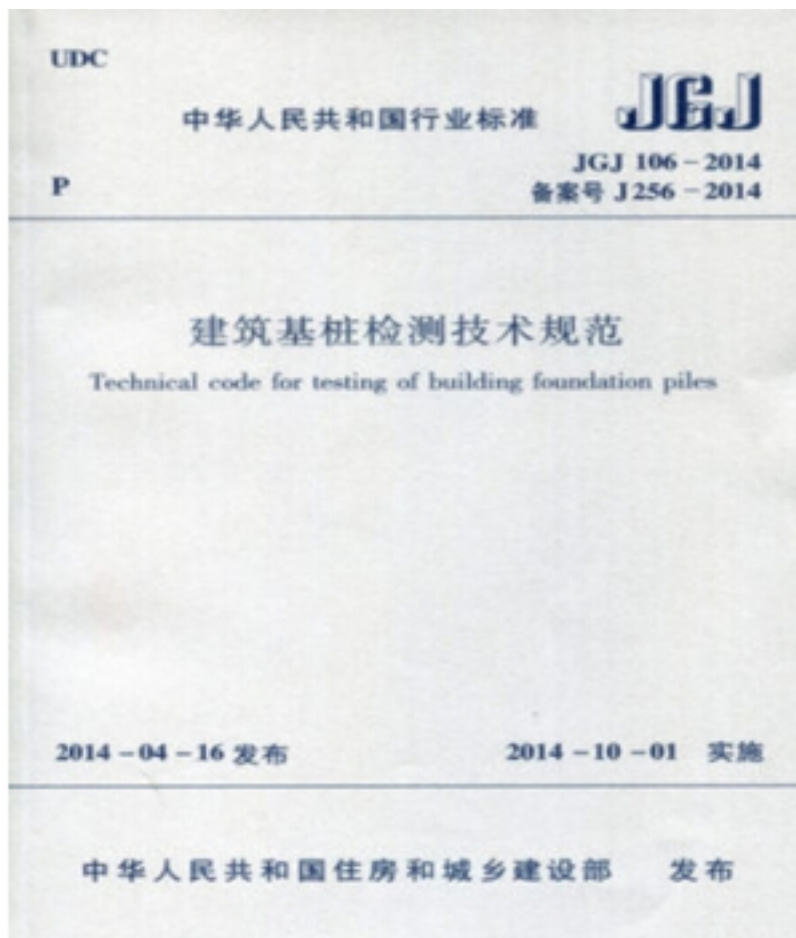 UDC
中华人民共和国行业标准 JGJ
JGJ 106－2014
P
备案号 J256－2014
建筑基桩检测技术规范
Technical code for testing of building foundation piles
2014－04－16 发布 2014－10－01 实施
中华人民共和国住房和城乡建设部 发布